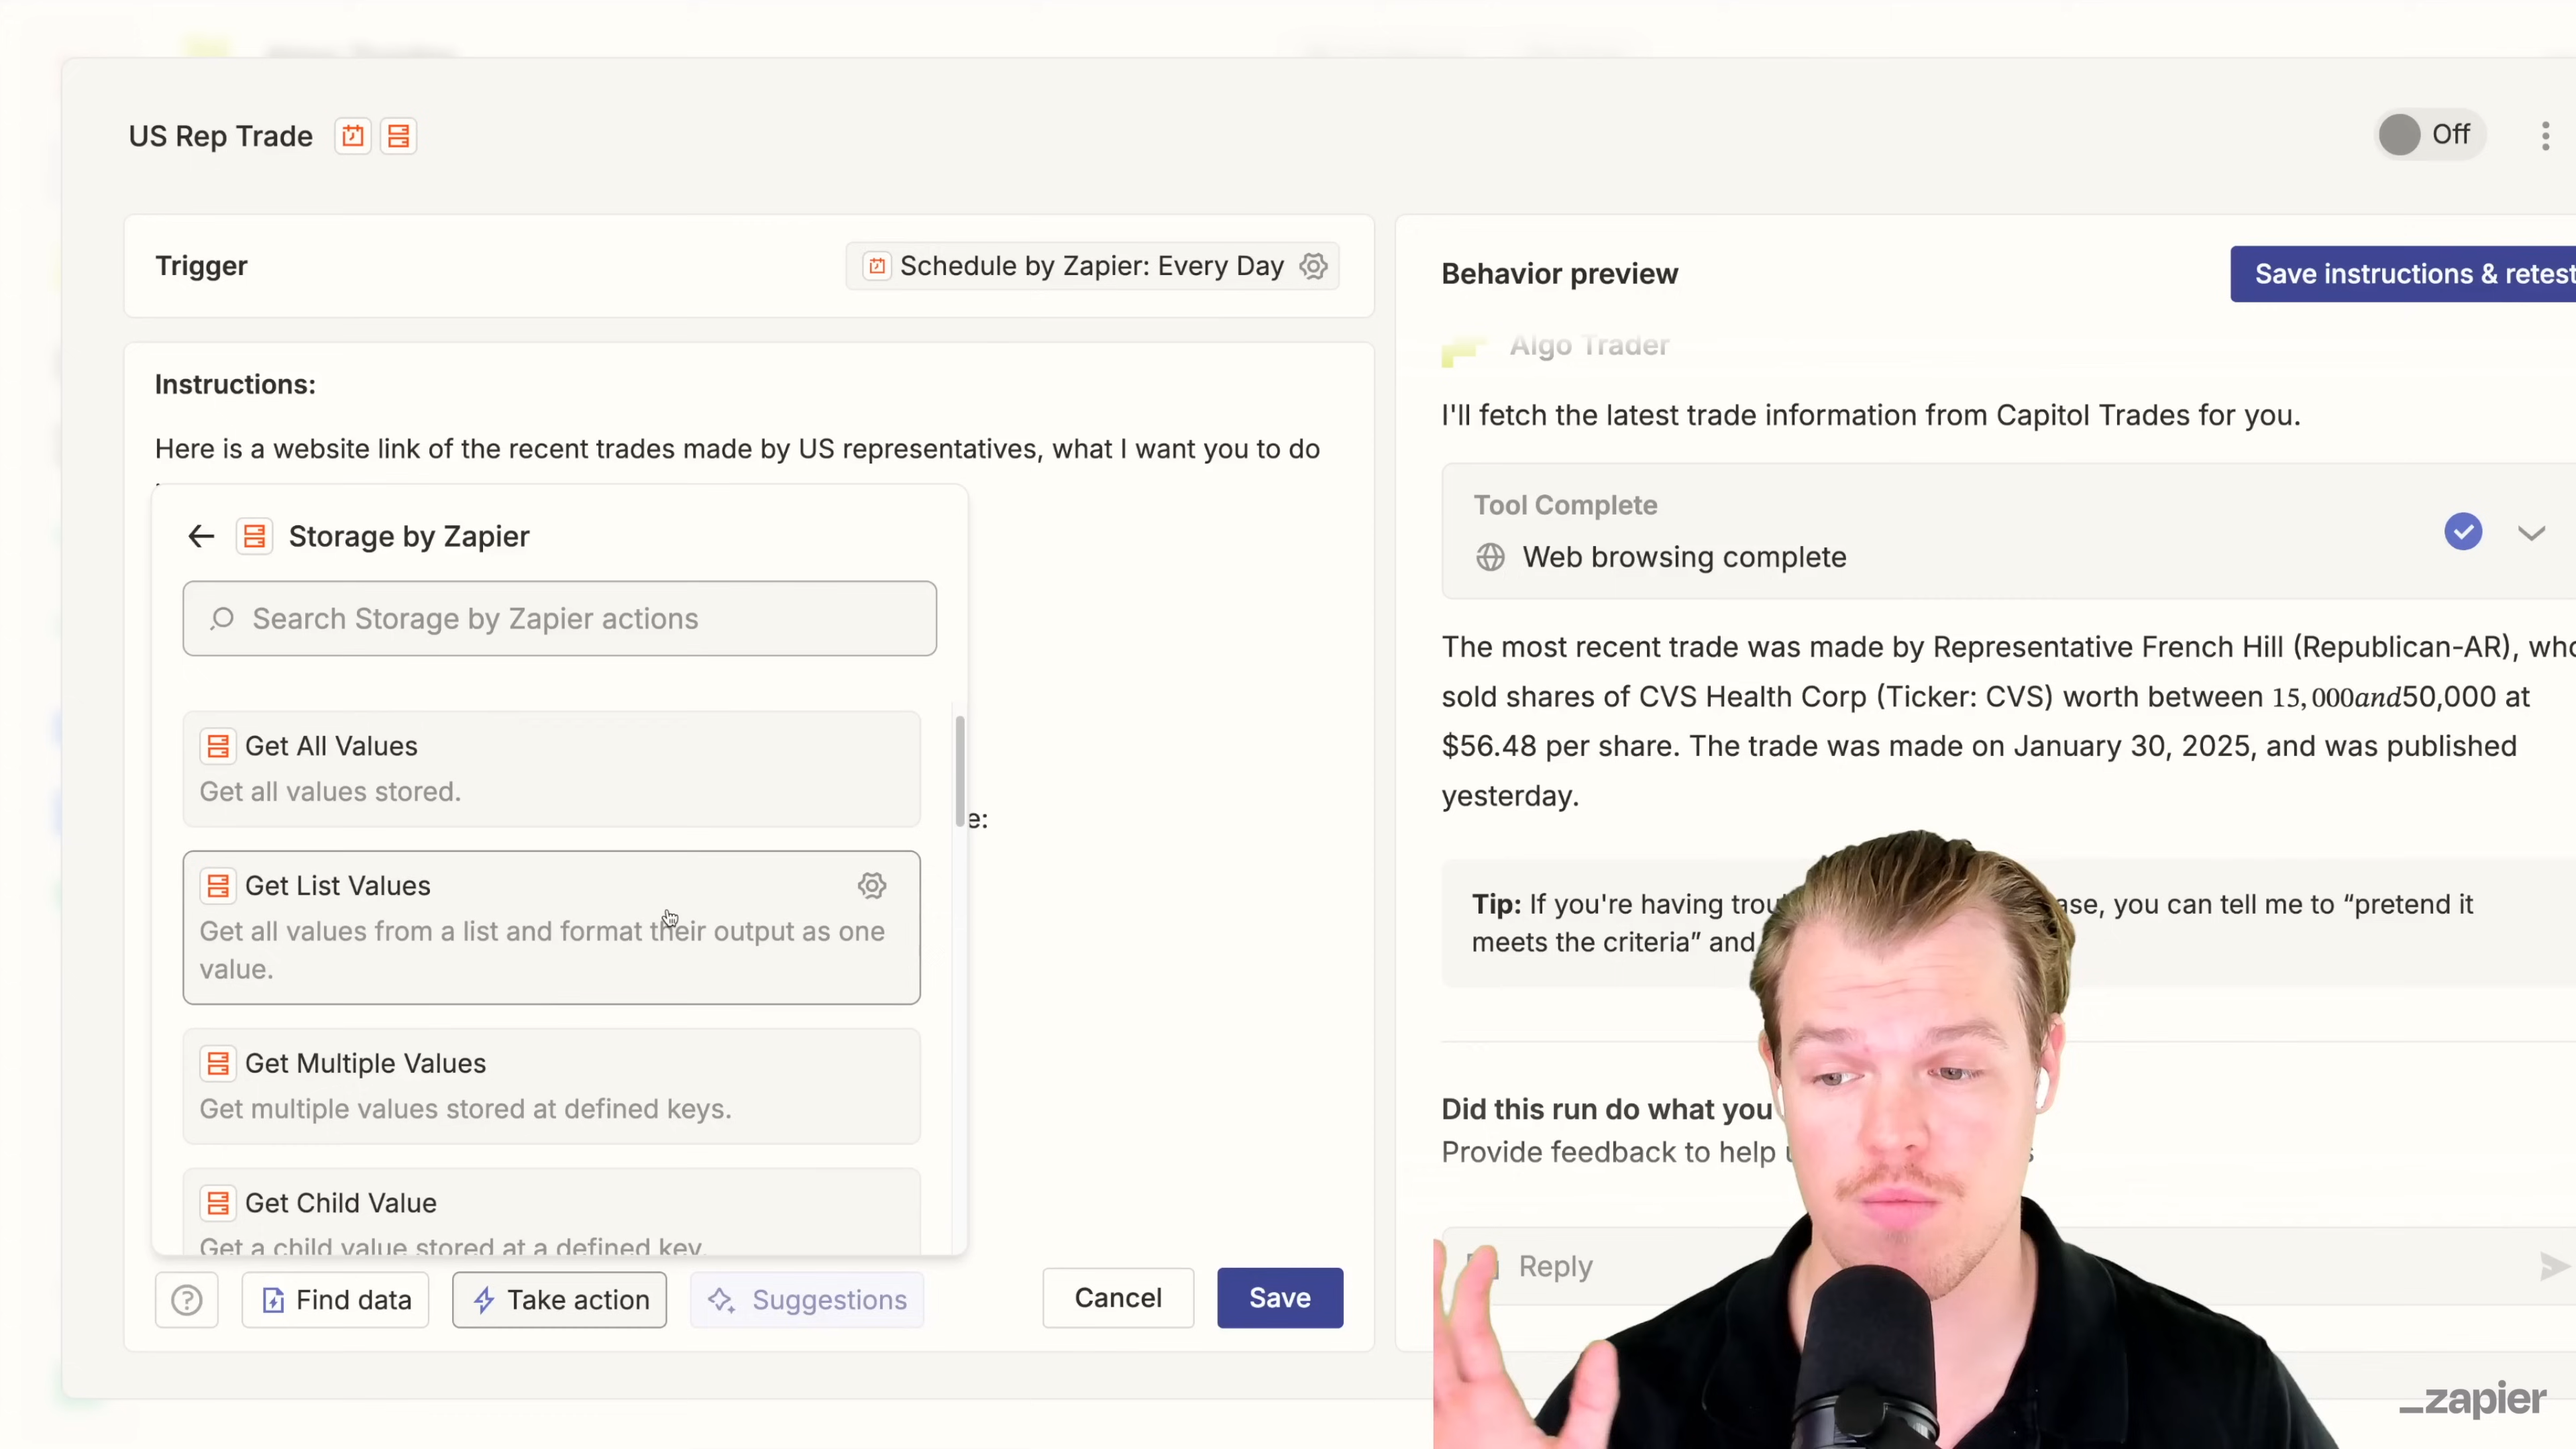 US Rep Trade
Off
Trigger
Schedule by Zapier: Every Day
Instructions:
Here is a website link of the recent trades made by US representatives, what I want you to do
Storage by Zapier
Search Storage by Zapier actions
Get All Values
Get all values stored.
e:
Get List Values
Get all values from a list and format their output as one
value.
Get Multiple Values
Get multiple values stored at defined keys.
Get Child Value
Get a child value stored at a defined key.
Find data
Take action
Suggestions
Cancel
Save
Behavior preview
Save instructions & retest
Algo Trader
I'll fetch the latest trade information from Capitol Trades for you.
Tool Complete
Web browsing complete
The most recent trade was made by Representative French Hill (Republican-AR), who
sold shares of CVS Health Corp (Ticker: CVS) worth between 15,000and50,000 at
$56.48 per share. The trade was made on January 30, 2025, and was published
yesterday.
Tip: If you're having trou ase, you can tell me to “pretend it
meets the criteria” and
Did this run do what you
Provide feedback to help
Reply
zapier